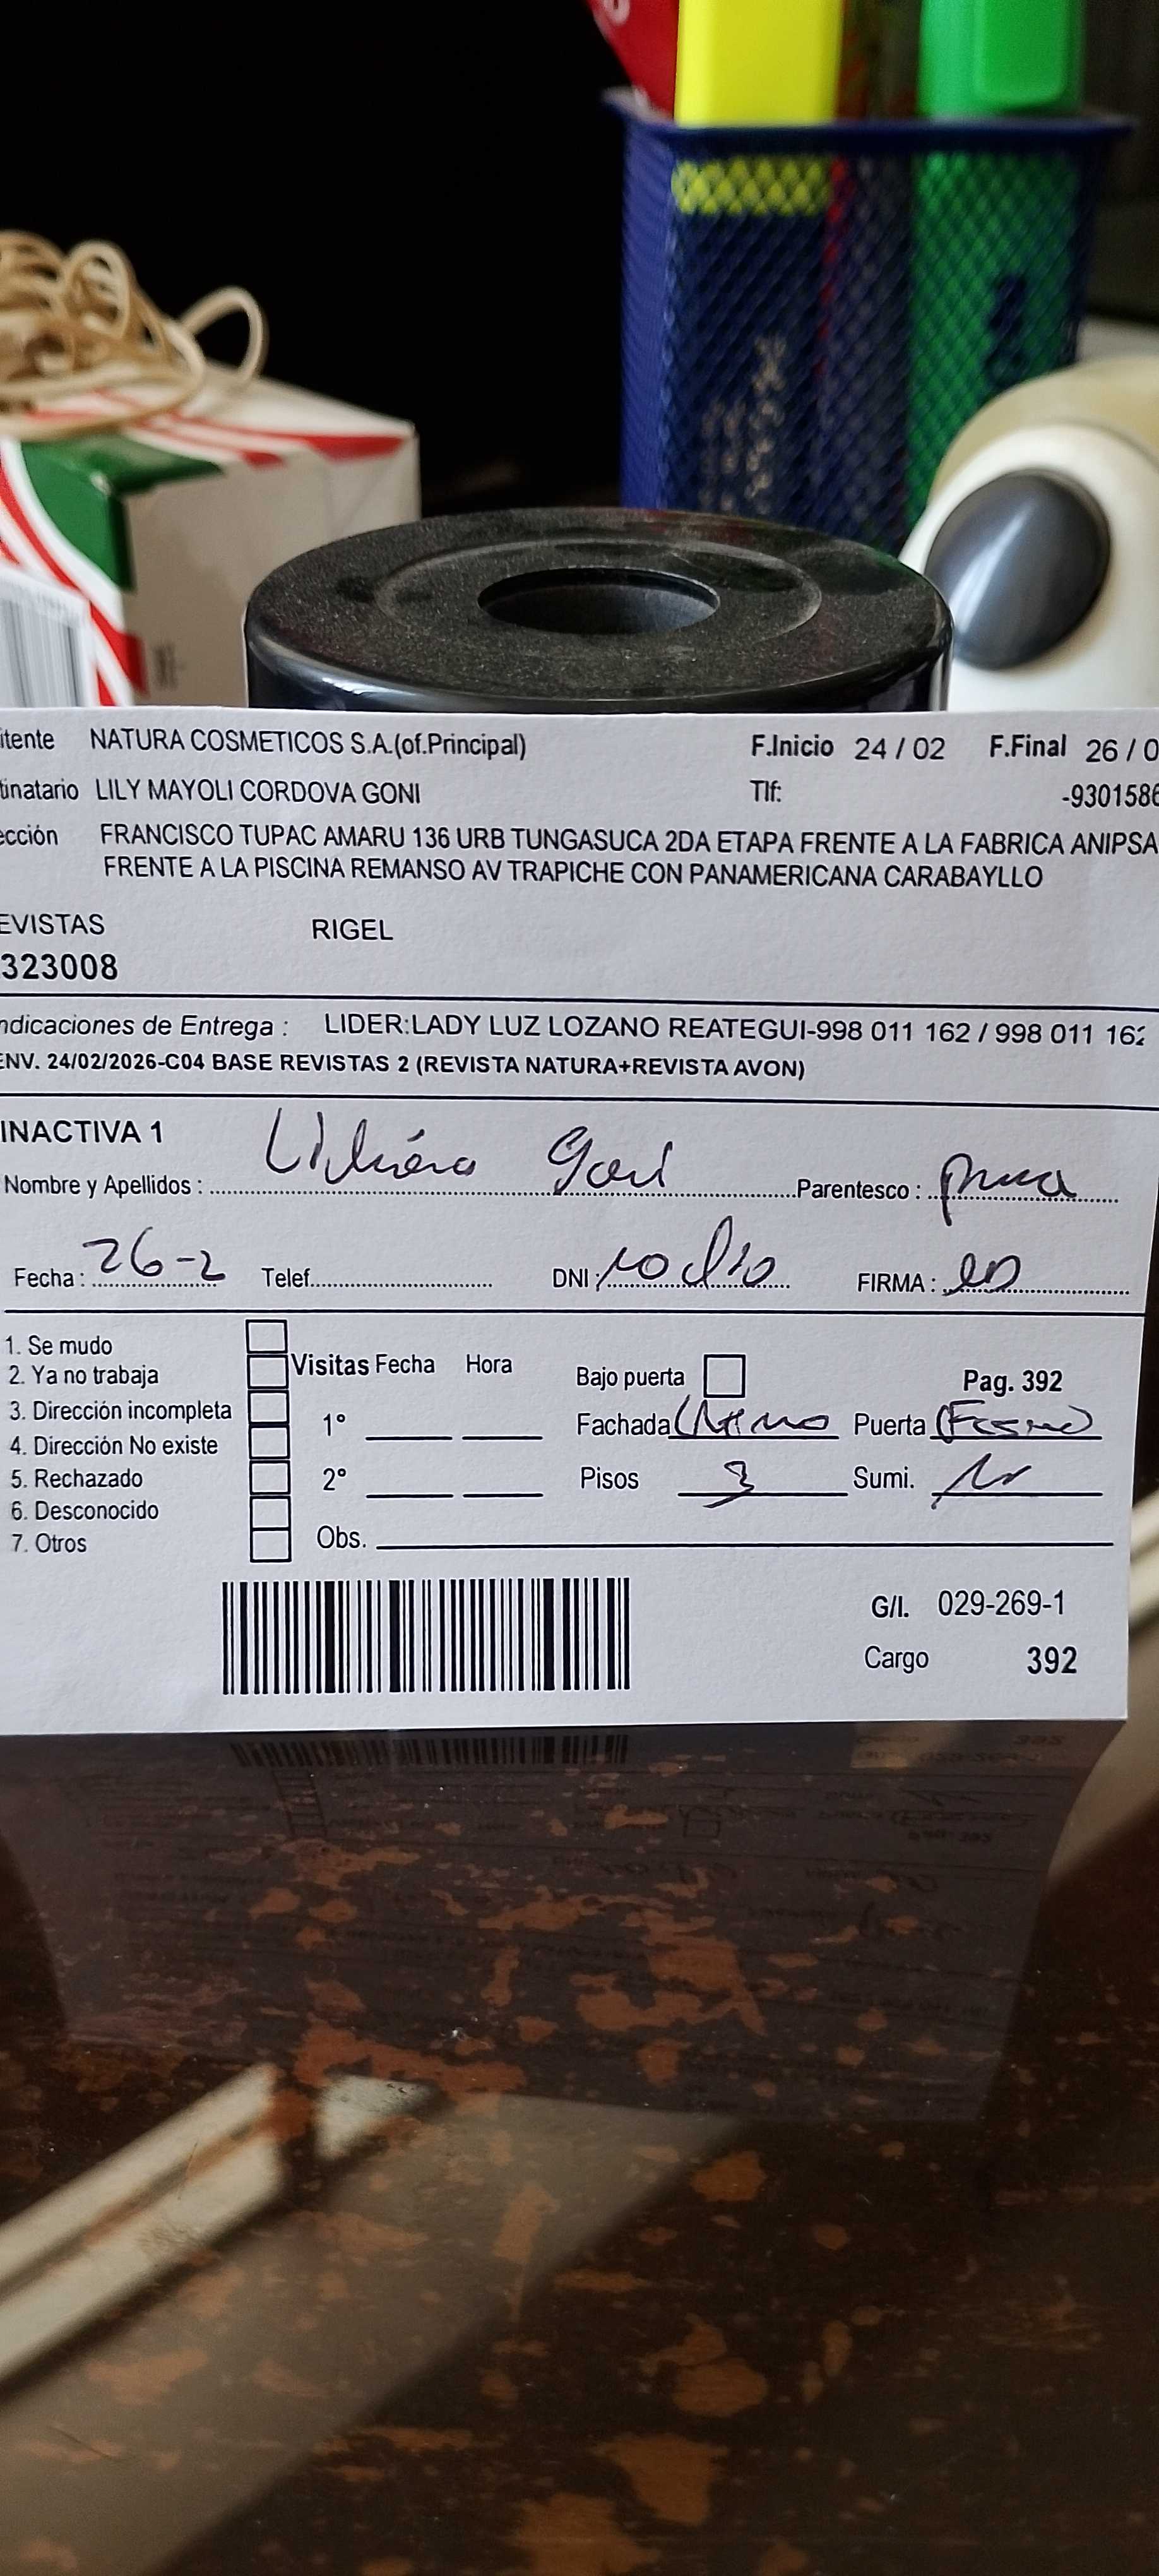 itente NATURA COSMETICOS S.A.(of.Principal) F.Inicio 24 / 02 F.Final 26 / 0
tinatario LILY MAYOLI CORDOVA GONI Tlf: -9301586
ección FRANCISCO TUPAC AMARU 136 URB TUNGASUCA 2DA ETAPA FRENTE A LA FABRICA ANIPSA
FRENTE A LA PISCINA REMANSO AV TRAPICHE CON PANAMERICANA CARABAYLLO
EVISTAS RIGEL
323008
ndicaciones de Entrega : LIDER:LADY LUZ LOZANO REATEGUI-998 011 162 / 998 011 162
ENV. 24/02/2026-C04 BASE REVISTAS 2 (REVISTA NATURA+REVISTA AVON)
INACTIVA 1
Nombre y Apellidos : Liliana Goni Parentesco : prima
Fecha : 26-2 Telef. DNI : no dio FIRMA :
1. Se mudo
2. Ya no trabaja
3. Dirección incompleta
4. Dirección No existe
5. Rechazado
6. Desconocido
7. Otros
Visitas Fecha Hora
1°
2°
Obs.
Bajo puerta Pag. 392
Fachada Puerta
Pisos 3 Sumi.
G/I. 029-269-1
Cargo 392